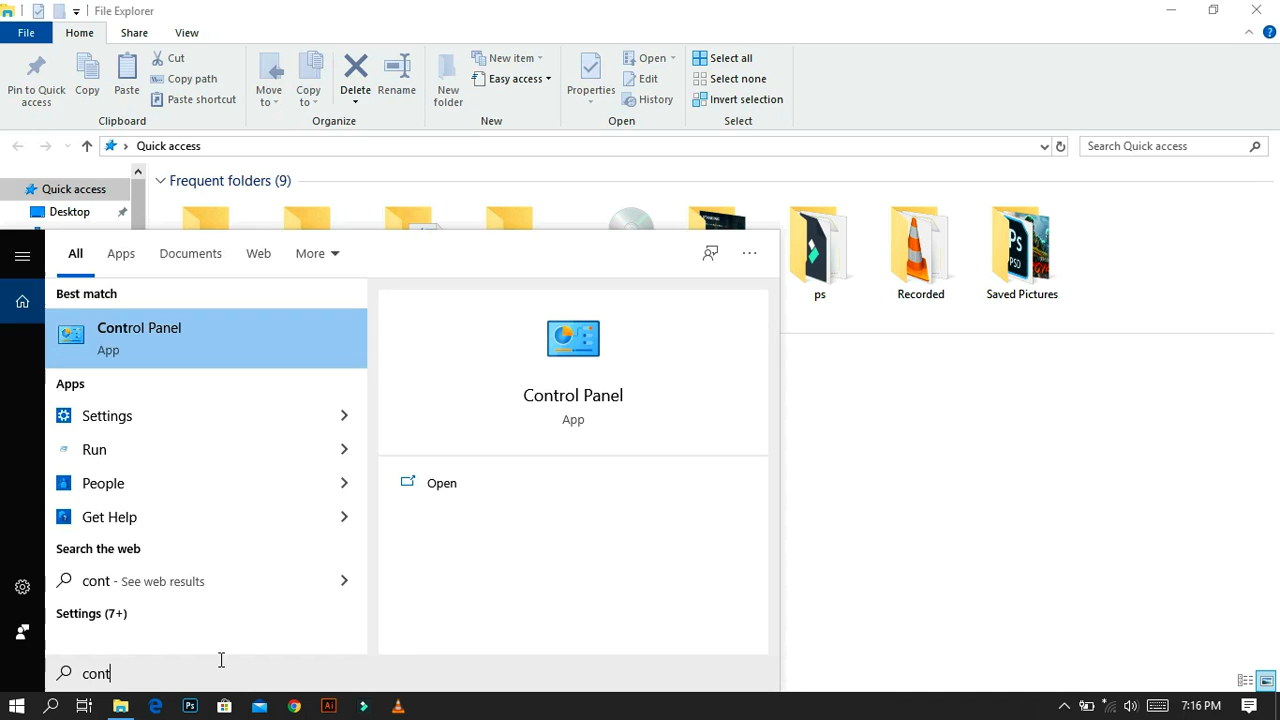 File Explorer
File
Home
Share
View
Pin to Quick access
Copy
Paste
Cut
Copy path
Paste shortcut
Clipboard
Move to
Copy to
Delete
Rename
Organize
New folder
New item
Easy access
New
Properties
Open
Edit
History
Open
Select all
Select none
Invert selection
Select
Quick access
Search Quick access
Quick access
Desktop
Frequent folders (9)
ps
Recorded
Saved Pictures
All
Apps
Documents
Web
More
Best match
Control Panel
App
Apps
Settings
Run
People
Get Help
Search the web
cont - See web results
Settings (7+)
cont
Control Panel
App
Open
7:16 PM